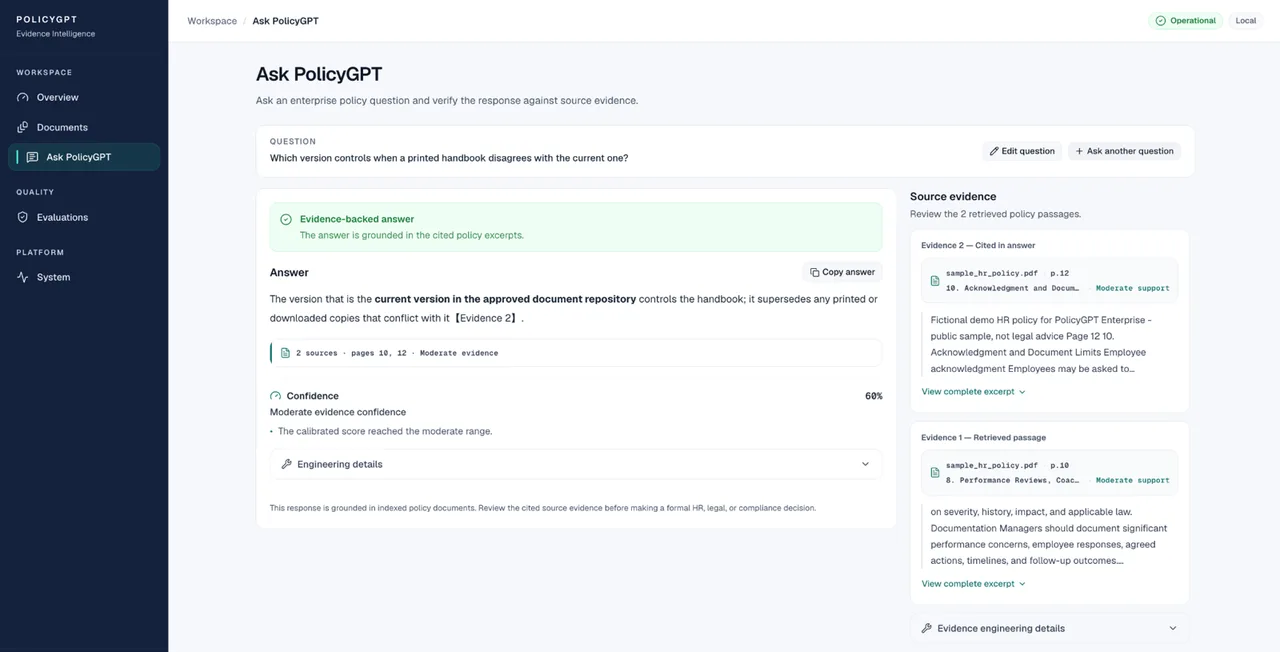 POLICYGPT
Evidence Intelligence
WORKSPACE
Overview
Documents
Ask PolicyGPT
QUALITY
Evaluations
PLATFORM
System
Workspace / Ask PolicyGPT
Operational
Local
Ask PolicyGPT
Ask an enterprise policy question and verify the response against source evidence.
QUESTION
Which version controls when a printed handbook disagrees with the current one?
Edit question
+ Ask another question
Evidence-backed answer
The answer is grounded in the cited policy excerpts.
Answer
Copy answer
The version that is the current version in the approved document repository controls the handbook; it supersedes any printed or
downloaded copies that conflict with it【Evidence 2】.
2 sources · pages 10, 12 · Moderate evidence
Confidence
60%
Moderate evidence confidence
• The calibrated score reached the moderate range.
Engineering details
This response is grounded in indexed policy documents. Review the cited source evidence before making a formal HR, legal, or compliance decision.
Source evidence
Review the 2 retrieved policy passages.
Evidence 2 — Cited in answer
sample_hr_policy.pdf · p.12
10. Acknowledgment and Docum… · Moderate support
Fictional demo HR policy for PolicyGPT Enterprise -
public sample, not legal advice Page 12 10.
Acknowledgment and Document Limits Employee
acknowledgment Employees may be asked to…
View complete excerpt
Evidence 1 — Retrieved passage
sample_hr_policy.pdf · p.10
8. Performance Reviews, Coac… · Moderate support
on severity, history, impact, and applicable law.
Documentation Managers should document significant
performance concerns, employee responses, agreed
actions, timelines, and follow-up outcomes.…
View complete excerpt
Evidence engineering details